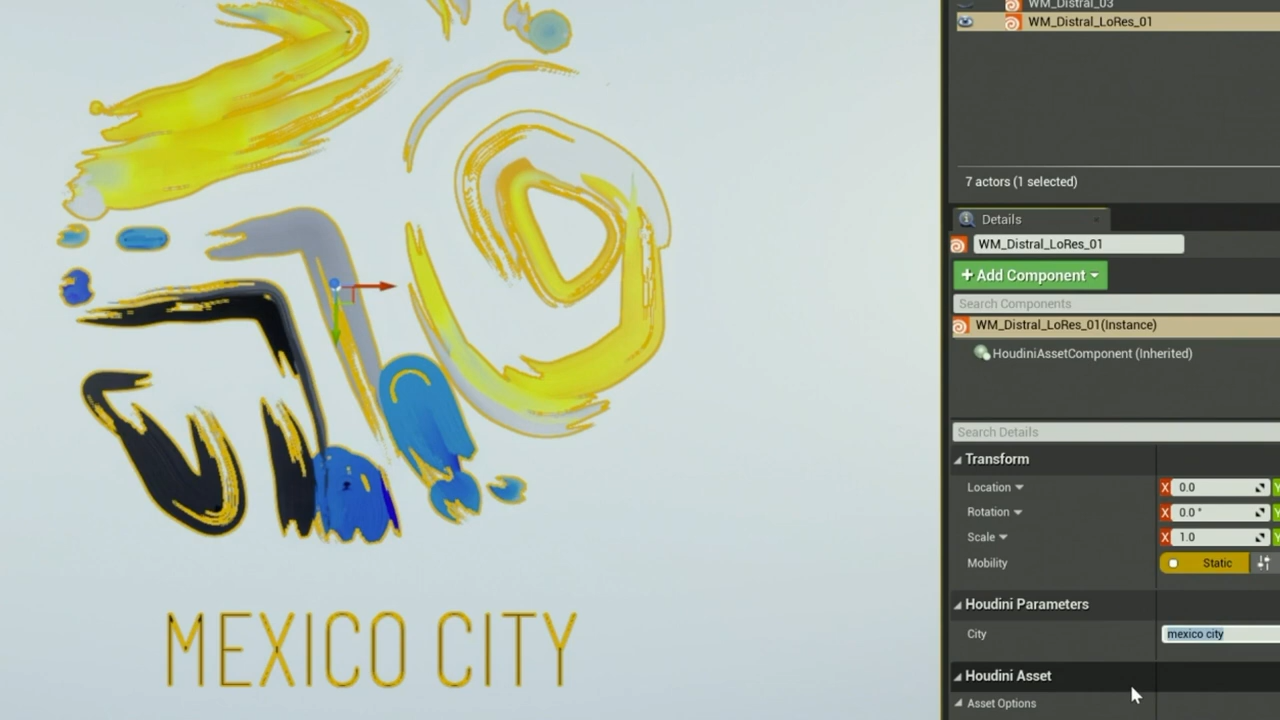 WM_Distral_03
WM_Distral_LoRes_01
7 actors (1 selected)
Details
WM_Distral_LoRes_01
+ Add Component
Search Components
WM_Distral_LoRes_01(Instance)
HoudiniAssetComponent (Inherited)
Search Details
Transform
Location X 0.0 Y
Rotation X 0.0 ° Y
Scale X 1.0 Y
Mobility Static
Houdini Parameters
City mexico city
Houdini Asset
Asset Options
MEXICO CITY